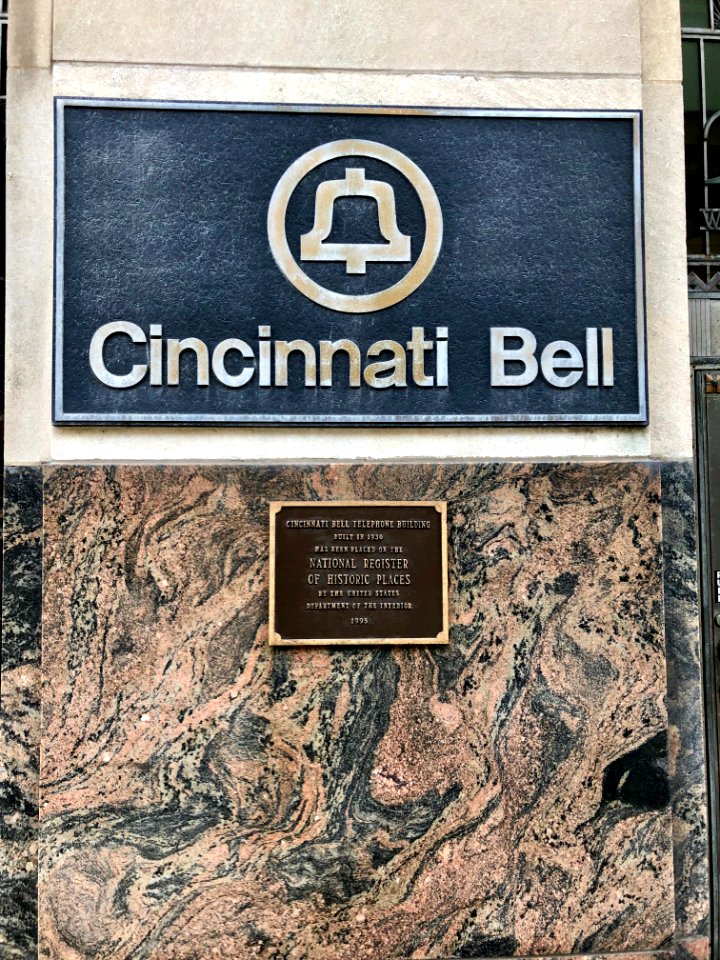 Cincinnati Bell
CINCINNATI BELL TELEPHONE BUILDING
BUILT IN 1930
HAS BEEN PLACED ON THE
NATIONAL REGISTER
OF HISTORIC PLACES
BY THE UNITED STATES
DEPARTMENT OF THE INTERIOR
1995